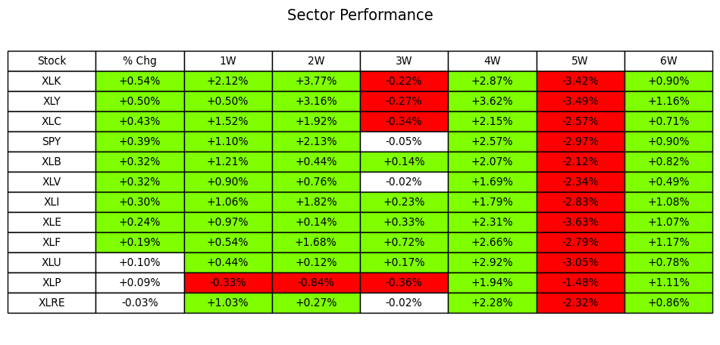 Sector Performance
Stock % Chg 1W 2W 3W 4W 5W 6W
XLK +0.54% +2.12% +3.77% -0.22% +2.87% -3.42% +0.90%
XLY +0.50% +0.50% +3.16% -0.27% +3.62% -3.49% +1.16%
XLC +0.43% +1.52% +1.92% -0.34% +2.15% -2.57% +0.71%
SPY +0.39% +1.10% +2.13% -0.05% +2.57% -2.97% +0.90%
XLB +0.32% +1.21% +0.44% +0.14% +2.07% -2.12% +0.82%
XLV +0.32% +0.90% +0.76% -0.02% +1.69% -2.34% +0.49%
XLI +0.30% +1.06% +1.82% +0.23% +1.79% -2.83% +1.08%
XLE +0.24% +0.97% +0.14% +0.33% +2.31% -3.63% +1.07%
XLF +0.19% +0.54% +1.68% +0.72% +2.66% -2.79% +1.17%
XLU +0.10% +0.44% +0.12% +0.17% +2.92% -3.05% +0.78%
XLP +0.09% -0.33% -0.84% -0.36% +1.94% -1.48% +1.11%
XLRE -0.03% +1.03% +0.27% -0.02% +2.28% -2.32% +0.86%